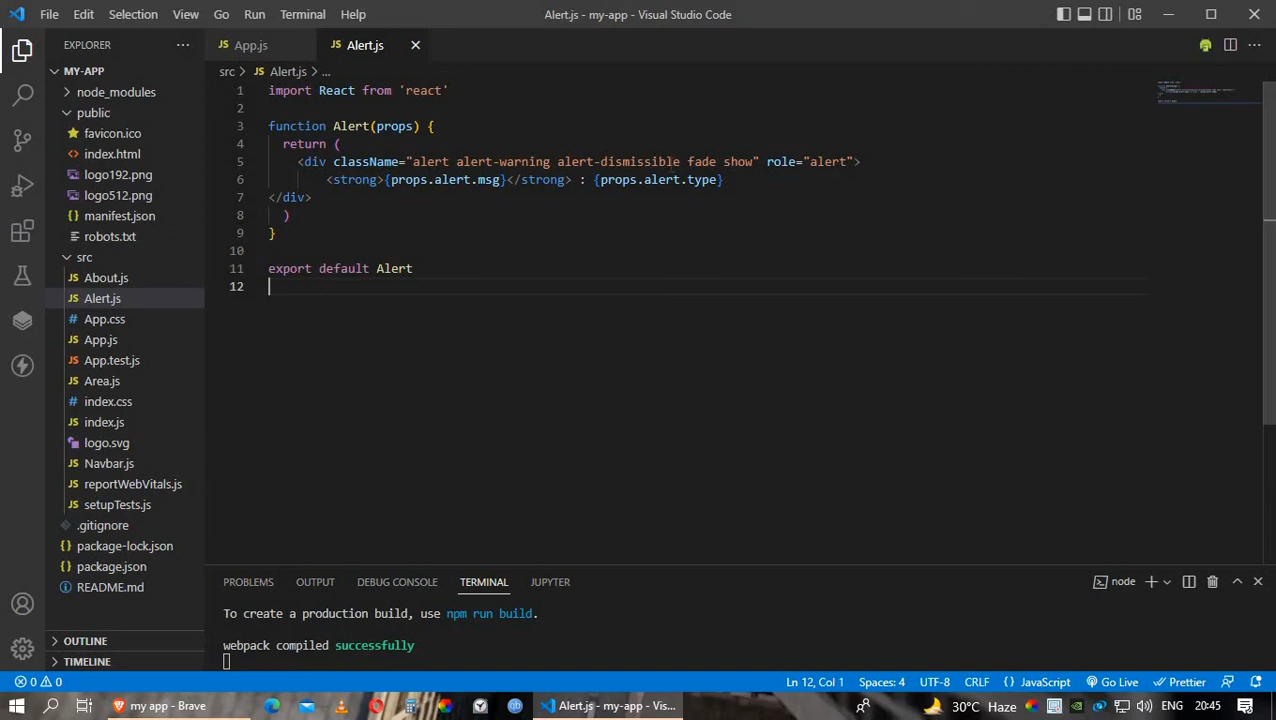 File Edit Selection View Go Run Terminal Help Alert.js - my-app - Visual Studio Code
EXPLORER
MY-APP
node_modules
public
favicon.ico
index.html
logo192.png
logo512.png
manifest.json
robots.txt
src
About.js
Alert.js
App.css
App.js
App.test.js
Area.js
index.css
index.js
logo.svg
Navbar.js
reportWebVitals.js
setupTests.js
.gitignore
package-lock.json
package.json
README.md
OUTLINE
TIMELINE
JS App.js JS Alert.js
src > JS Alert.js > ...
1 import React from 'react'
2
3 function Alert(props) {
4 return (
5 <div className="alert alert-warning alert-dismissible fade show" role="alert">
6 <strong>{props.alert.msg}</strong> : {props.alert.type}
7 </div>
8 )
9 }
10
11 export default Alert
12
PROBLEMS OUTPUT DEBUG CONSOLE TERMINAL JUPYTER node
To create a production build, use npm run build.
webpack compiled successfully
0 0 Ln 12, Col 1 Spaces: 4 UTF-8 CRLF {} JavaScript Go Live Prettier
my app - Brave Alert.js - my-app - Vis... 30°C Haze ENG 20:45